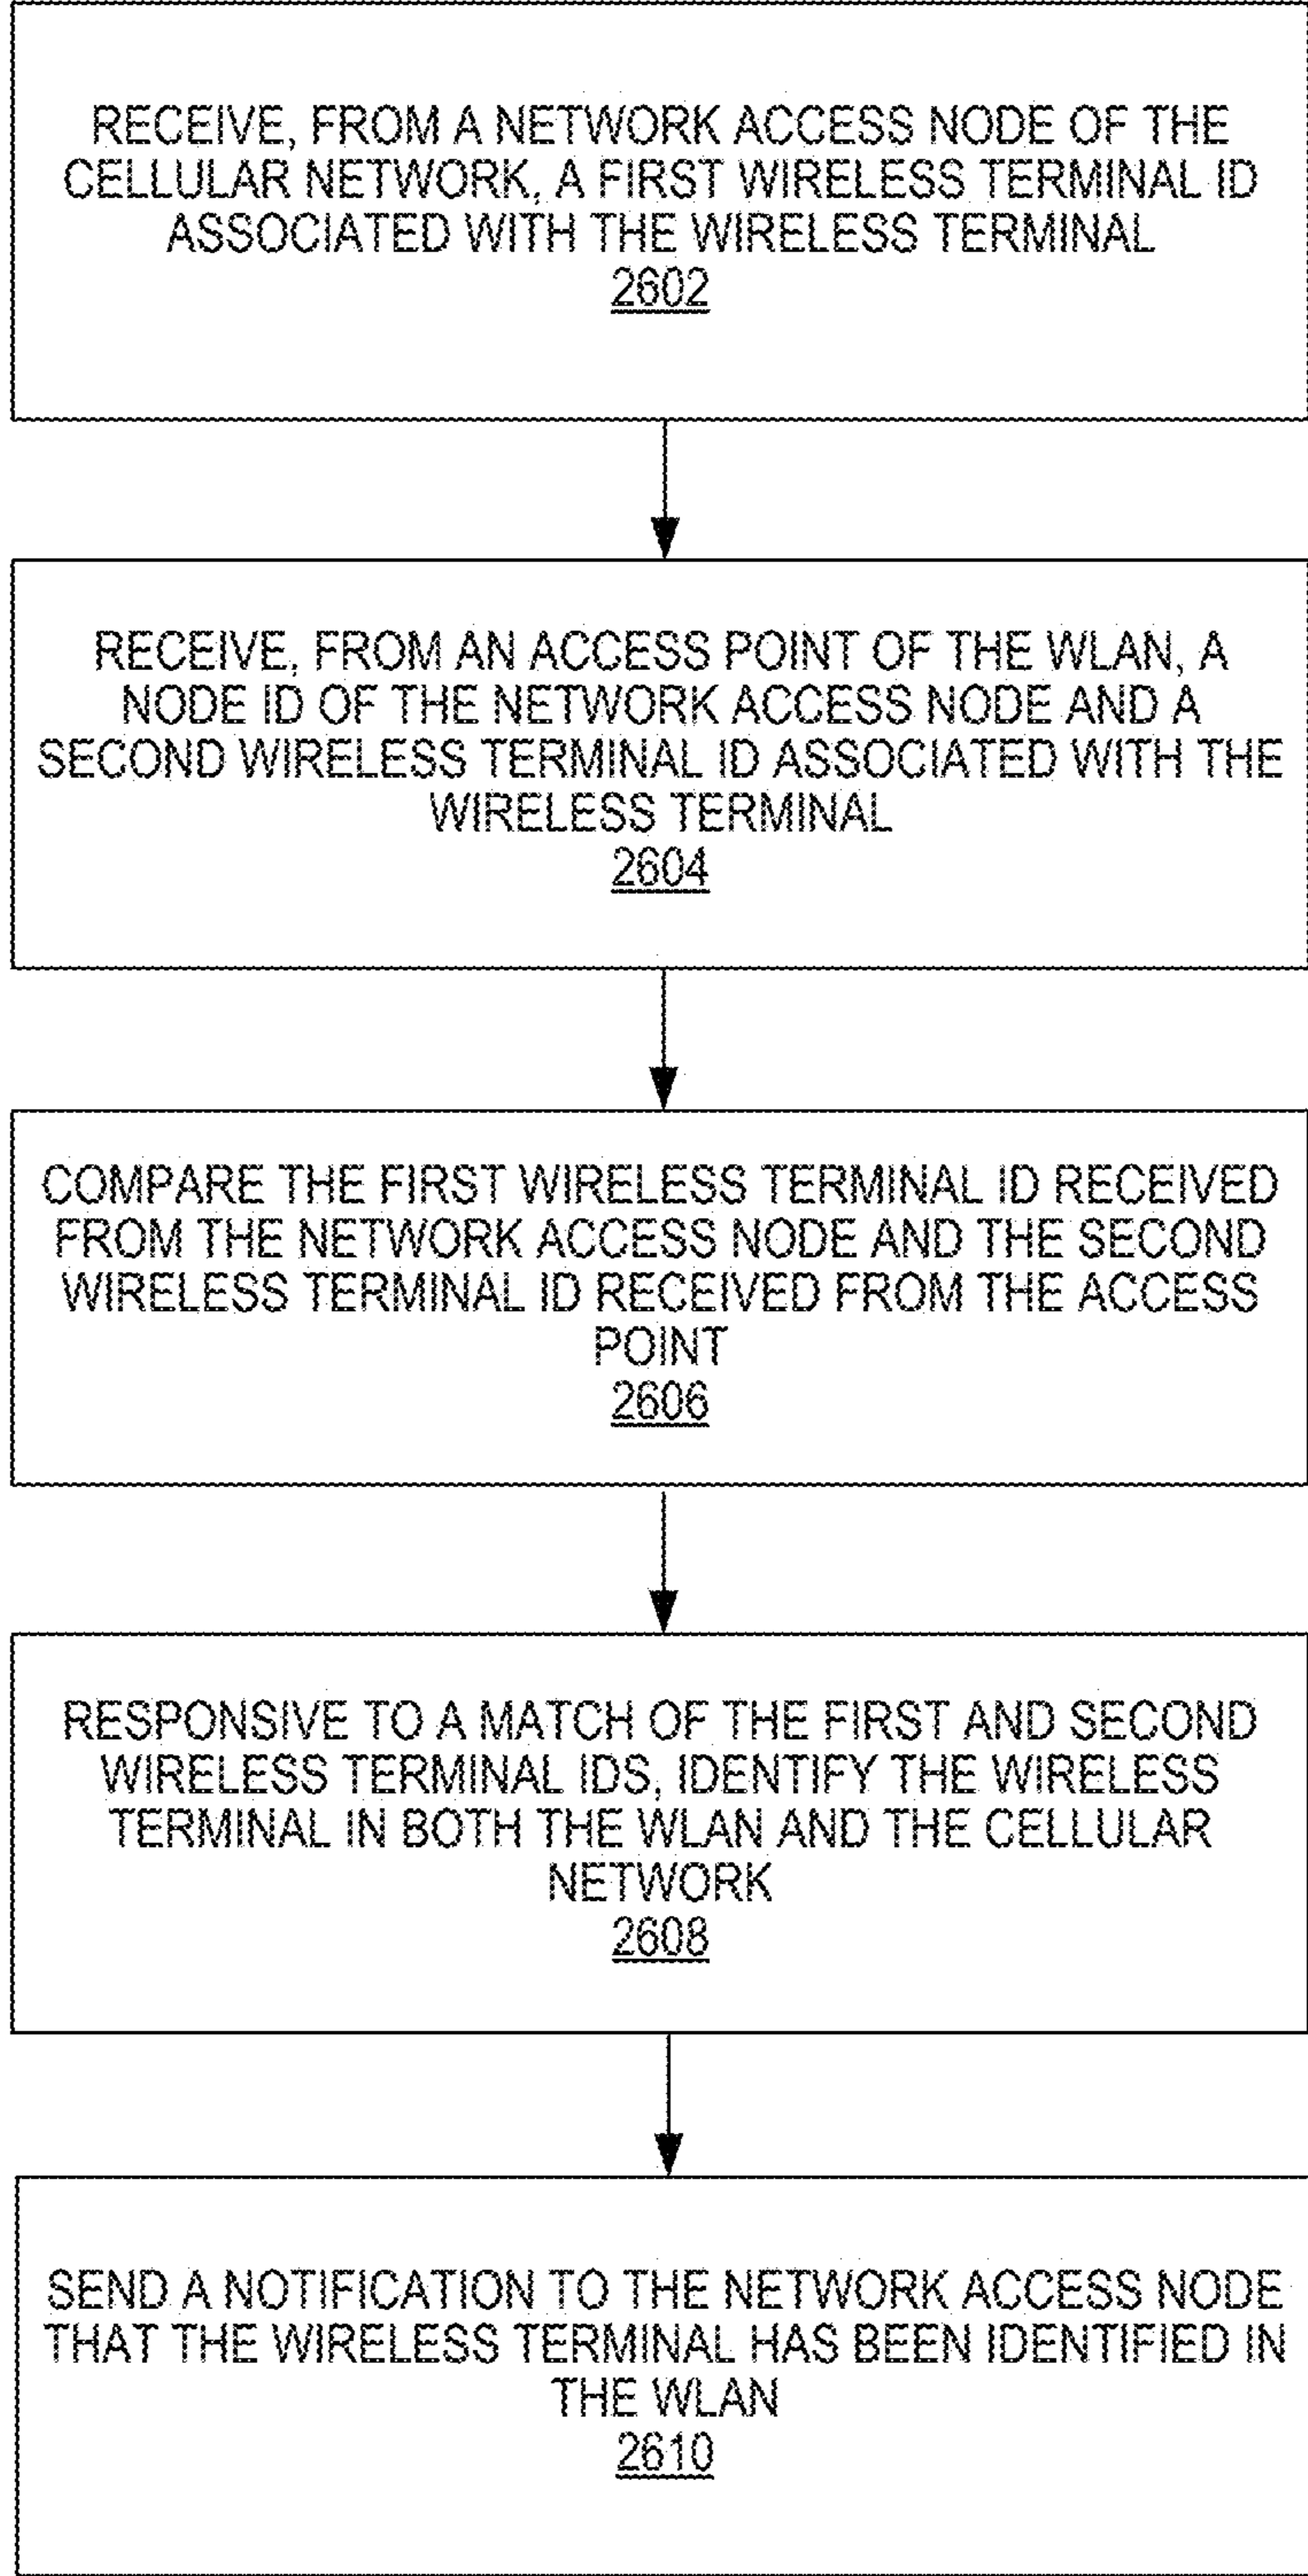 RECEIVE, FROM A NETWORK ACCESS NODE OF THE
CELLULAR NETWORK, A FIRST WIRELESS TERMINAL ID
ASSOCIATED WITH THE WIRELESS TERMINAL
2602
RECEIVE, FROM AN ACCESS POINT OF THE WLAN, A
NODE ID OF THE NETWORK ACCESS NODE AND A
SECOND WIRELESS TERMINAL ID ASSOCIATED WITH THE
WIRELESS TERMINAL
2604
COMPARE THE FIRST WIRELESS TERMINAL ID RECEIVED
FROM THE NETWORK ACCESS NODE AND THE SECOND
WIRELESS TERMINAL ID RECEIVED FROM THE ACCESS
POINT
2606
RESPONSIVE TO A MATCH OF THE FIRST AND SECOND
WIRELESS TERMINAL IDS, IDENTIFY THE WIRELESS
TERMINAL IN BOTH THE WLAN AND THE CELLULAR
NETWORK
2608
SEND A NOTIFICATION TO THE NETWORK ACCESS NODE
THAT THE WIRELESS TERMINAL HAS BEEN IDENTIFIED IN
THE WLAN
2610